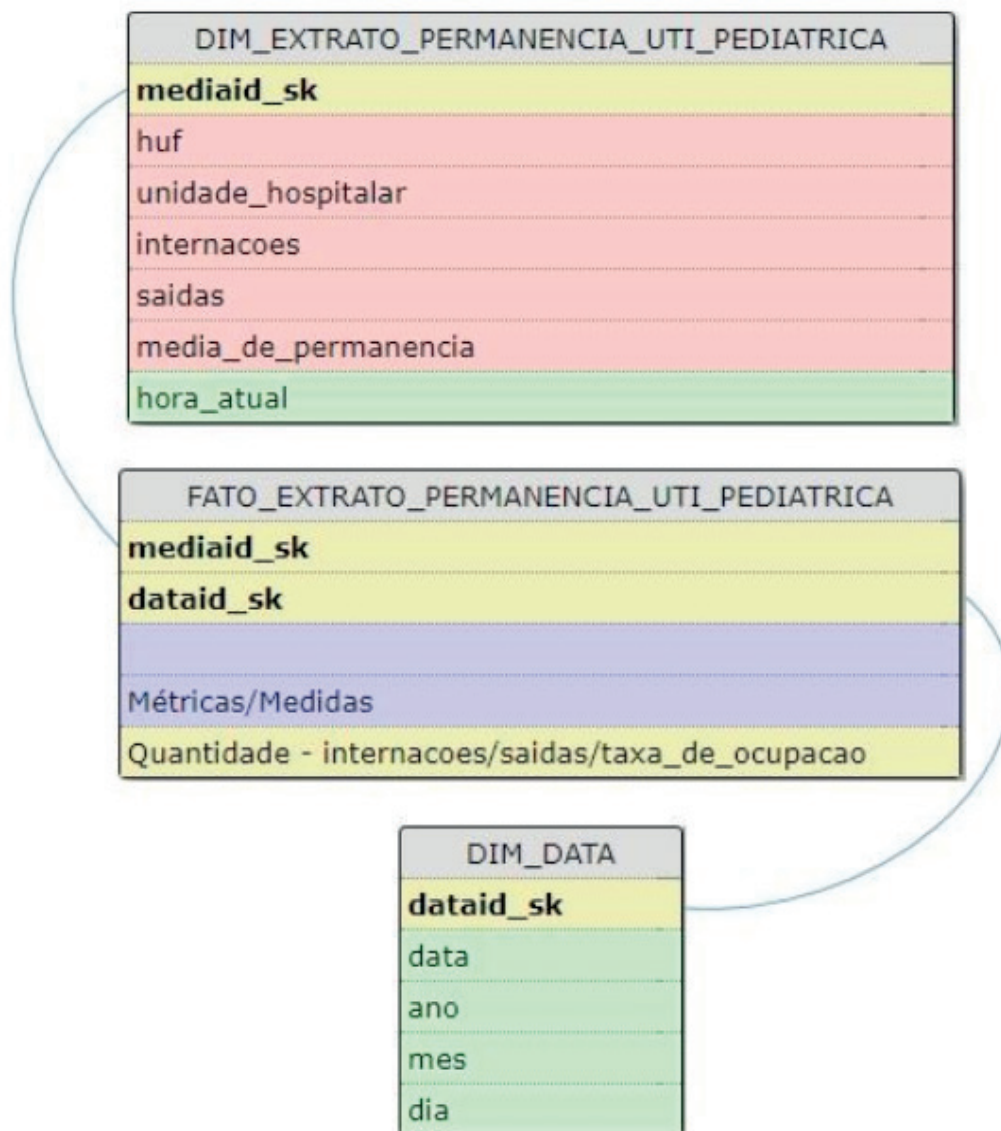 DIM_EXTRATO_PERMANENCIA_UTI_PEDIATRICA
mediaid_sk
huf
unidade_hospitalar
internacoes
saidas
media_de_permanencia
hora_atual
FATO_EXTRATO_PERMANENCIA_UTI_PEDIATRICA
mediaid_sk
dataid_sk
Métricas/Medidas
Quantidade - internacoes/saidas/taxa_de_ocupacao
DIM_DATA
dataid_sk
data
ano
mes
dia